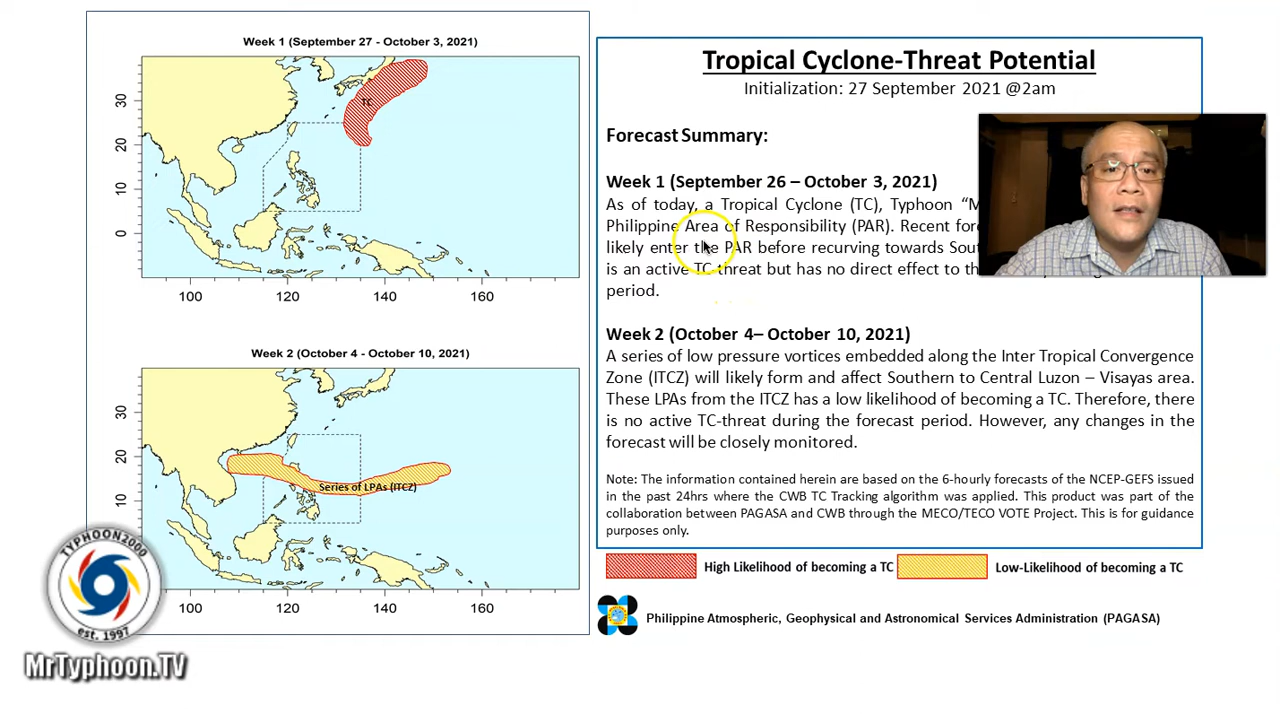 Week 1 (September 27 - October 3, 2021)
TC
30
20
10
0
100
120
140
160
Week 2 (October 4 - October 10, 2021)
Series of LPAs (ITCZ)
30
20
10
100
120
140
160
TYPHOON2000
est. 1997
MrTyphoon.TV
Tropical Cyclone-Threat Potential
Initialization: 27 September 2021 @2am
Forecast Summary:
Week 1 (September 26 – October 3, 2021)
As of today, a Tropical Cyclone (TC), Typhoon “M
Philippine Area of Responsibility (PAR). Recent
likely enter the PAR before recurving towards
is an active TC threat but has no direct effect to
period.
Week 2 (October 4– October 10, 2021)
A series of low pressure vortices embedded along the Inter Tropical Convergence
Zone (ITCZ) will likely form and affect Southern to Central Luzon – Visayas area.
These LPAs from the ITCZ has a low likelihood of becoming a TC. Therefore, there
is no active TC-threat during the forecast period. However, any changes in the
forecast will be closely monitored.
Note: The information contained herein are based on the 6-hourly forecasts of the NCEP-GEFS issued
in the past 24hrs where the CWB TC Tracking algorithm was applied. This product was part of the
collaboration between PAGASA and CWB through the MECO/TECO VOTE Project. This is for guidance
purposes only.
High Likelihood of becoming a TC
Low-Likelihood of becoming a TC
Philippine Atmospheric, Geophysical and Astronomical Services Administration (PAGASA)